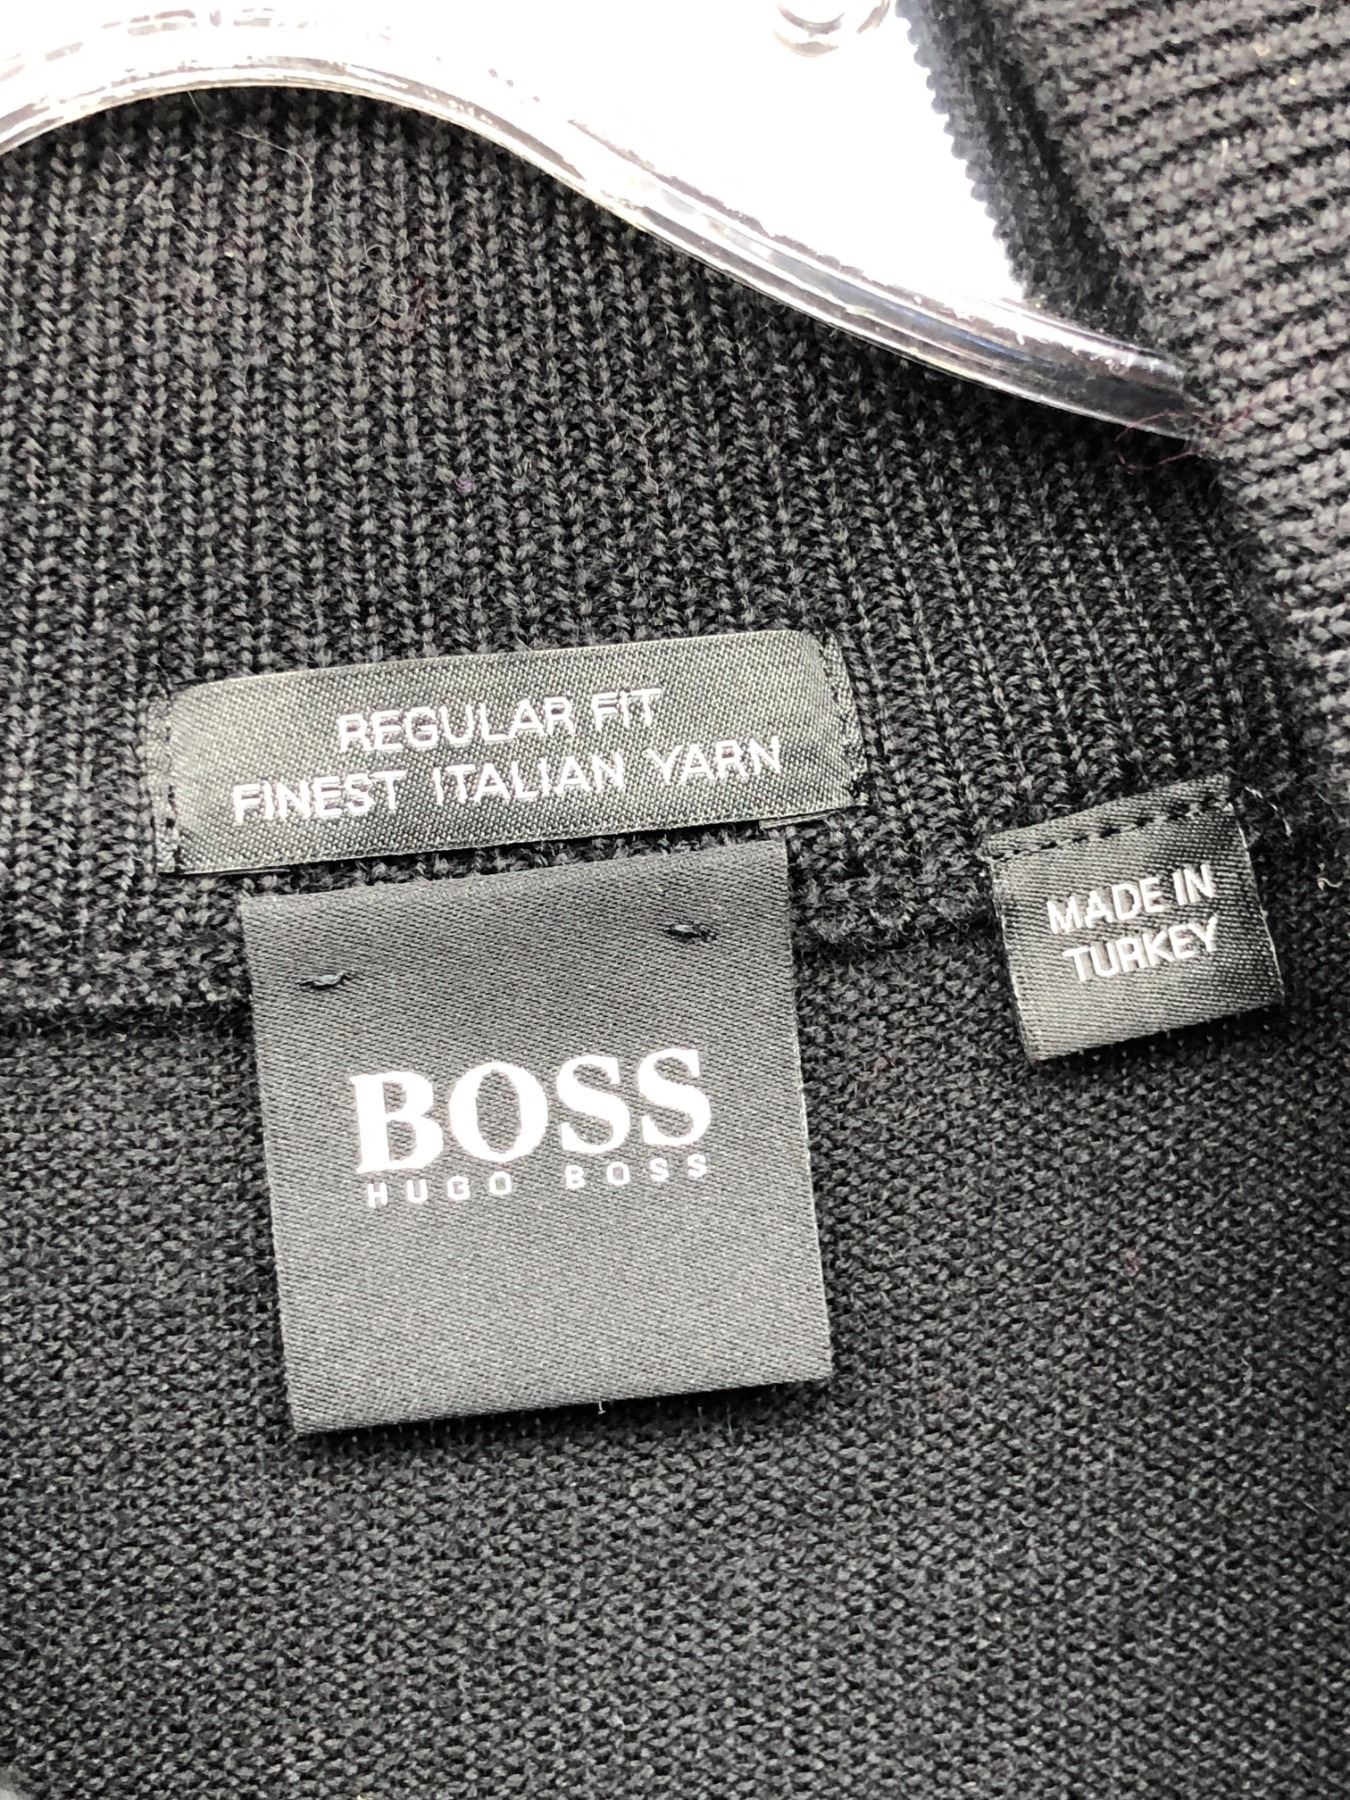 REGULAR FIT
FINEST ITALIAN YARN
MADE IN
TURKEY
BOSS
HUGO BOSS